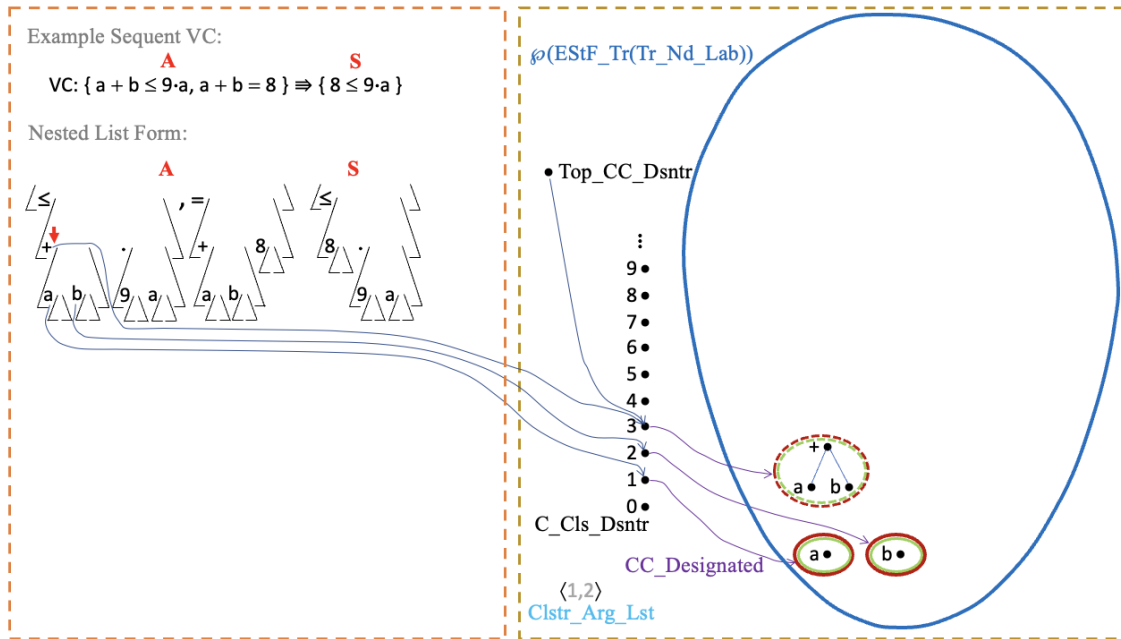 Example Sequent VC:
A S
VC: { a + b ≤ 9·a, a + b = 8 } ⇛ { 8 ≤ 9·a }
Nested List Form:
A S
≤ , = ≤
+ · + 8 8 ·
a b 9 a a b 9 a
℘(EStF_Tr(Tr_Nd_Lab))
Top_CC_Dsntr
⋮
9
8
7
6
5
4
3
2
1
0
C_Cls_Dsntr
+
a b
a b
CC_Designated
⟨1,2⟩
Clstr_Arg_Lst